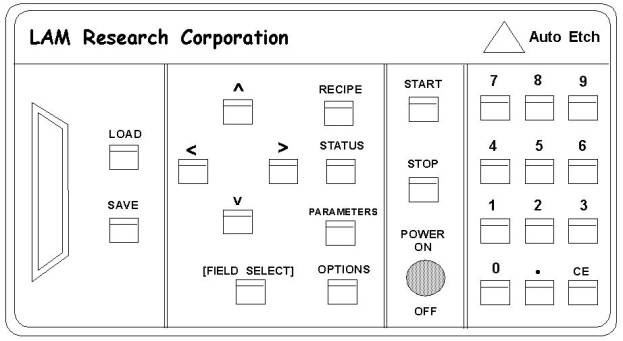 LAM Research Corporation
Auto Etch
LOAD
SAVE
^
<
>
v
[FIELD SELECT]
RECIPE
STATUS
PARAMETERS
OPTIONS
START
STOP
POWER
ON
OFF
7 8 9
4 5 6
1 2 3
0 . CE